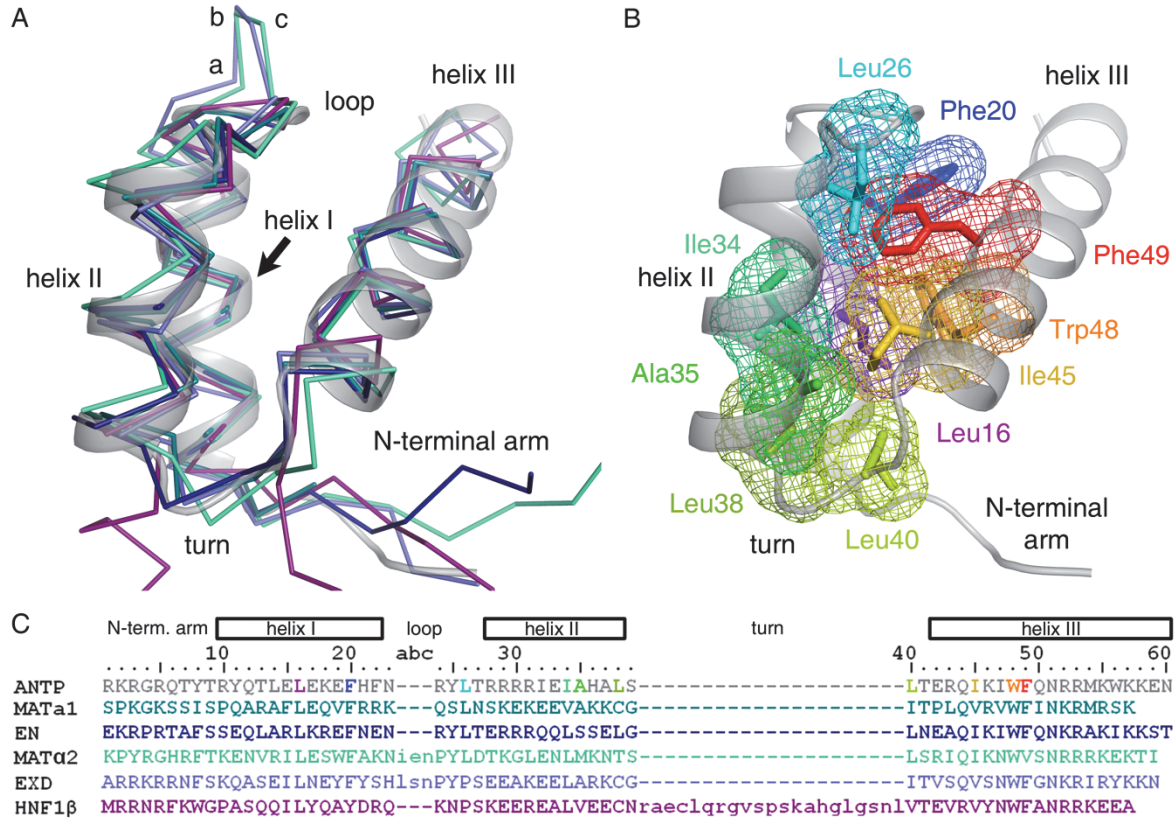 A
b
c
a
loop
helix III
helix I
helix II
N-terminal arm
turn
B
Leu26
helix III
Phe20
Ile34
helix II
Phe49
Trp48
Ala35
Ile45
Leu16
Leu38
Leu40
N-terminal
arm
turn
C
N-term. arm helix I loop helix II turn helix III
10 20 abc 30 40 50 60
ANTP RKRGRQTYTRYQTLELEKEFHFN---RYLTRRRRIEIAHALS---------------------LTERQIKIWFQNRRMKWKKEN
MATa1 SPKGKSSISPQARAFLEQVFRRK---QSLNSKEKEEVAKKCG---------------------ITPLQVRVWFINKRMRSK
EN EKRPRTAFSSEQLARLKREFNEN---RYLTERRRQQLSSELG---------------------LNEAQIKIWFQNKRAKIKKST
MATα2 KPYRGHRFTKENVRILESWFAKNienPYLDTKGLENLMKNTS---------------------LSRIQIKNWVSNRRRKEKTI
EXD ARRKRRNFSKQASEILNEYFYSHlsnPYPSEEAKEELARKCG---------------------ITVSQVSNWFGNKRIRYKKN
HNF1β MRRNRFKWGPASQQILYQAYDRQ---KNPSKEEREALVEECNraeclqrgvspskahglgsnlVTEVRVYNWFANRRKEEA